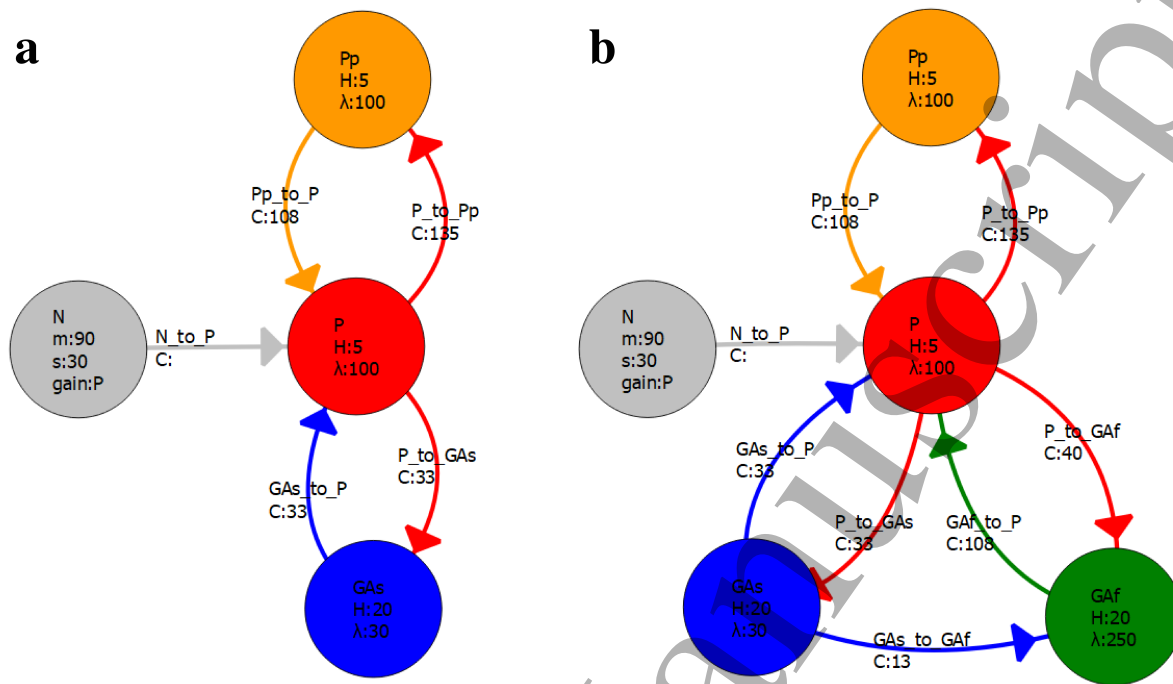 a
Pp
H:5
λ:100
Pp_to_P
C:108
P_to_Pp
C:135
N
m:90
s:30
gain:P
N_to_P
C:
P
H:5
λ:100
P_to_GAs
C:33
GAs_to_P
C:33
GAs
H:20
λ:30
b
Pp
H:5
λ:100
Pp_to_P
C:108
P_to_Pp
C:135
N
m:90
s:30
gain:P
N_to_P
C:
P
H:5
λ:100
GAs_to_P
C:33
P_to_GAf
C:40
P_to_GAs
C:33
GAf_to_P
C:108
GAs
H:20
λ:30
GAf
H:20
λ:250
GAs_to_GAf
C:13
anuscrip